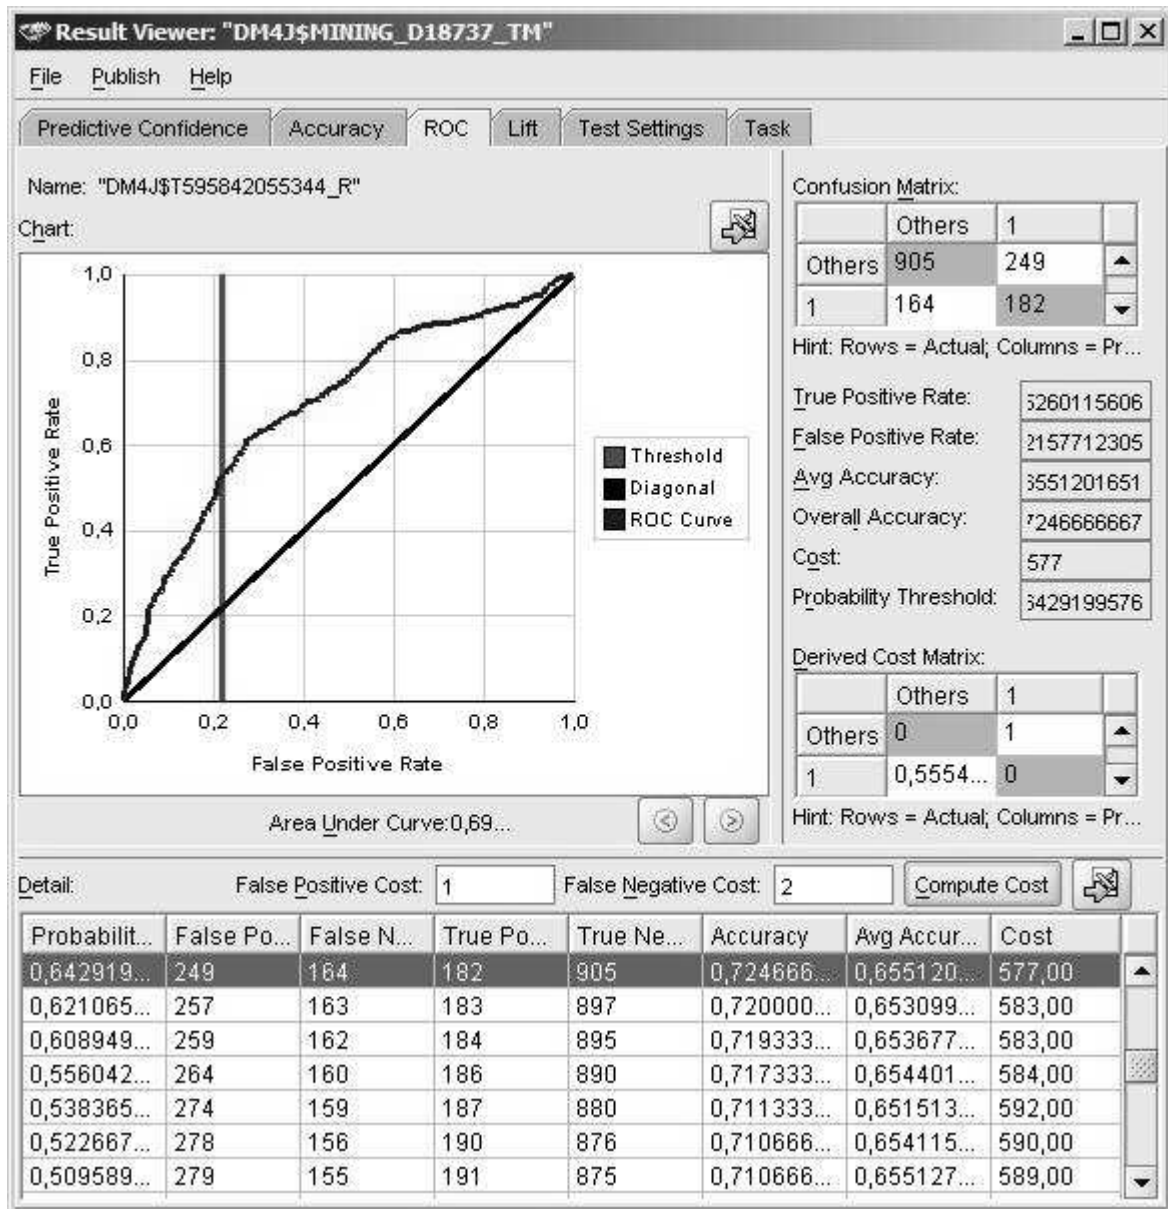 Result Viewer: "DM4J$MINING_D18737_TM"
File Publish Help
Predictive Confidence Accuracy ROC Lift Test Settings Task
Name: "DM4J$T595842055344_R"
Chart:
1,0
0,8
0,6
0,4
0,2
0,0
True Positive Rate
0,0 0,2 0,4 0,6 0,8 1,0
False Positive Rate
Threshold
Diagonal
ROC Curve
Area Under Curve:0,69...
Confusion Matrix:
Others 1
Others 905 249
1 164 182
Hint: Rows = Actual; Columns = Pr...
True Positive Rate: 5260115606
False Positive Rate: 2157712305
Avg Accuracy: 6551201651
Overall Accuracy: 7246666667
Cost: 577
Probability Threshold: 6429199576
Derived Cost Matrix:
Others 1
Others 0 1
1 0,5554... 0
Hint: Rows = Actual; Columns = Pr...
Detail: False Positive Cost: 1 False Negative Cost: 2 Compute Cost
Probabilit... False Po... False N... True Po... True Ne... Accuracy Avg Accur... Cost
0,642919... 249 164 182 905 0,724666... 0,655120... 577,00
0,621065... 257 163 183 897 0,720000... 0,653099... 583,00
0,608949... 259 162 184 895 0,719333... 0,653677... 583,00
0,556042... 264 160 186 890 0,717333... 0,654401... 584,00
0,538365... 274 159 187 880 0,711333... 0,651513... 592,00
0,522667... 278 156 190 876 0,710666... 0,654115... 590,00
0,509589... 279 155 191 875 0,710666... 0,655127... 589,00